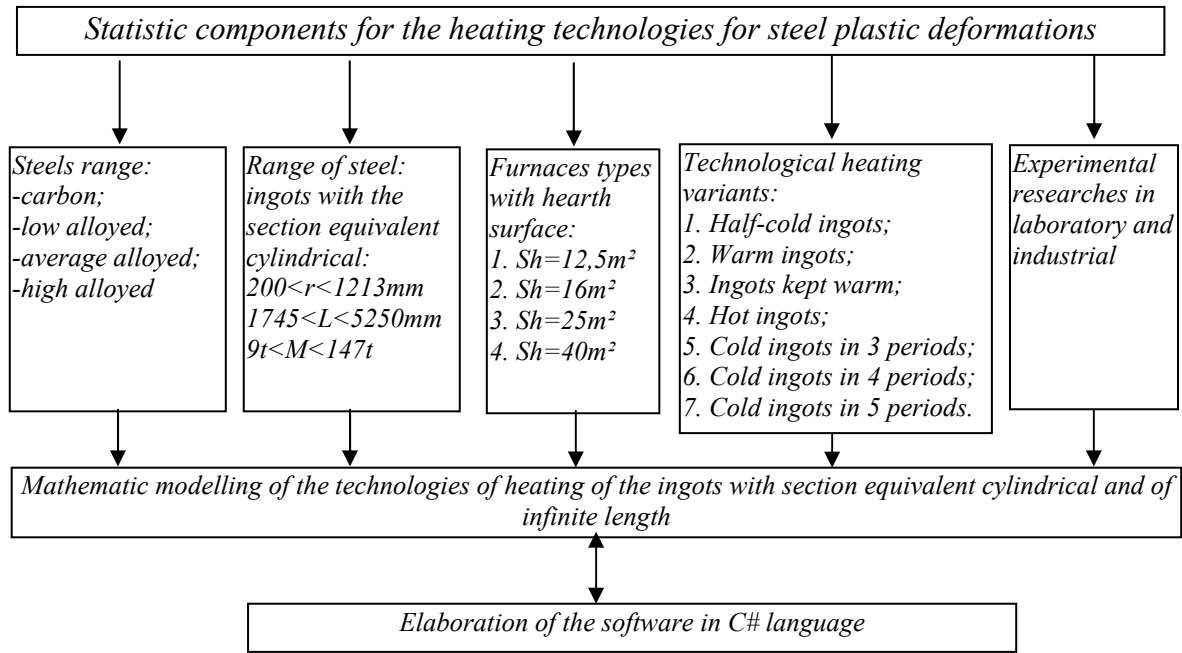 Statistic components for the heating technologies for steel plastic deformations
Steels range:
-carbon;
-low alloyed;
-average alloyed;
-high alloyed
Range of steel:
ingots with the
section equivalent
cylindrical:
200<r<1213mm
1745<L<5250mm
9t<M<147t
Furnaces types
with hearth
surface:
1. Sh=12,5m²
2. Sh=16m²
3. Sh=25m²
4. Sh=40m²
Technological heating
variants:
1. Half-cold ingots;
2. Warm ingots;
3. Ingots kept warm;
4. Hot ingots;
5. Cold ingots in 3 periods;
6. Cold ingots in 4 periods;
7. Cold ingots in 5 periods.
Experimental
researches in
laboratory and
industrial
Mathematic modelling of the technologies of heating of the ingots with section equivalent cylindrical and of
infinite length
Elaboration of the software in C# language